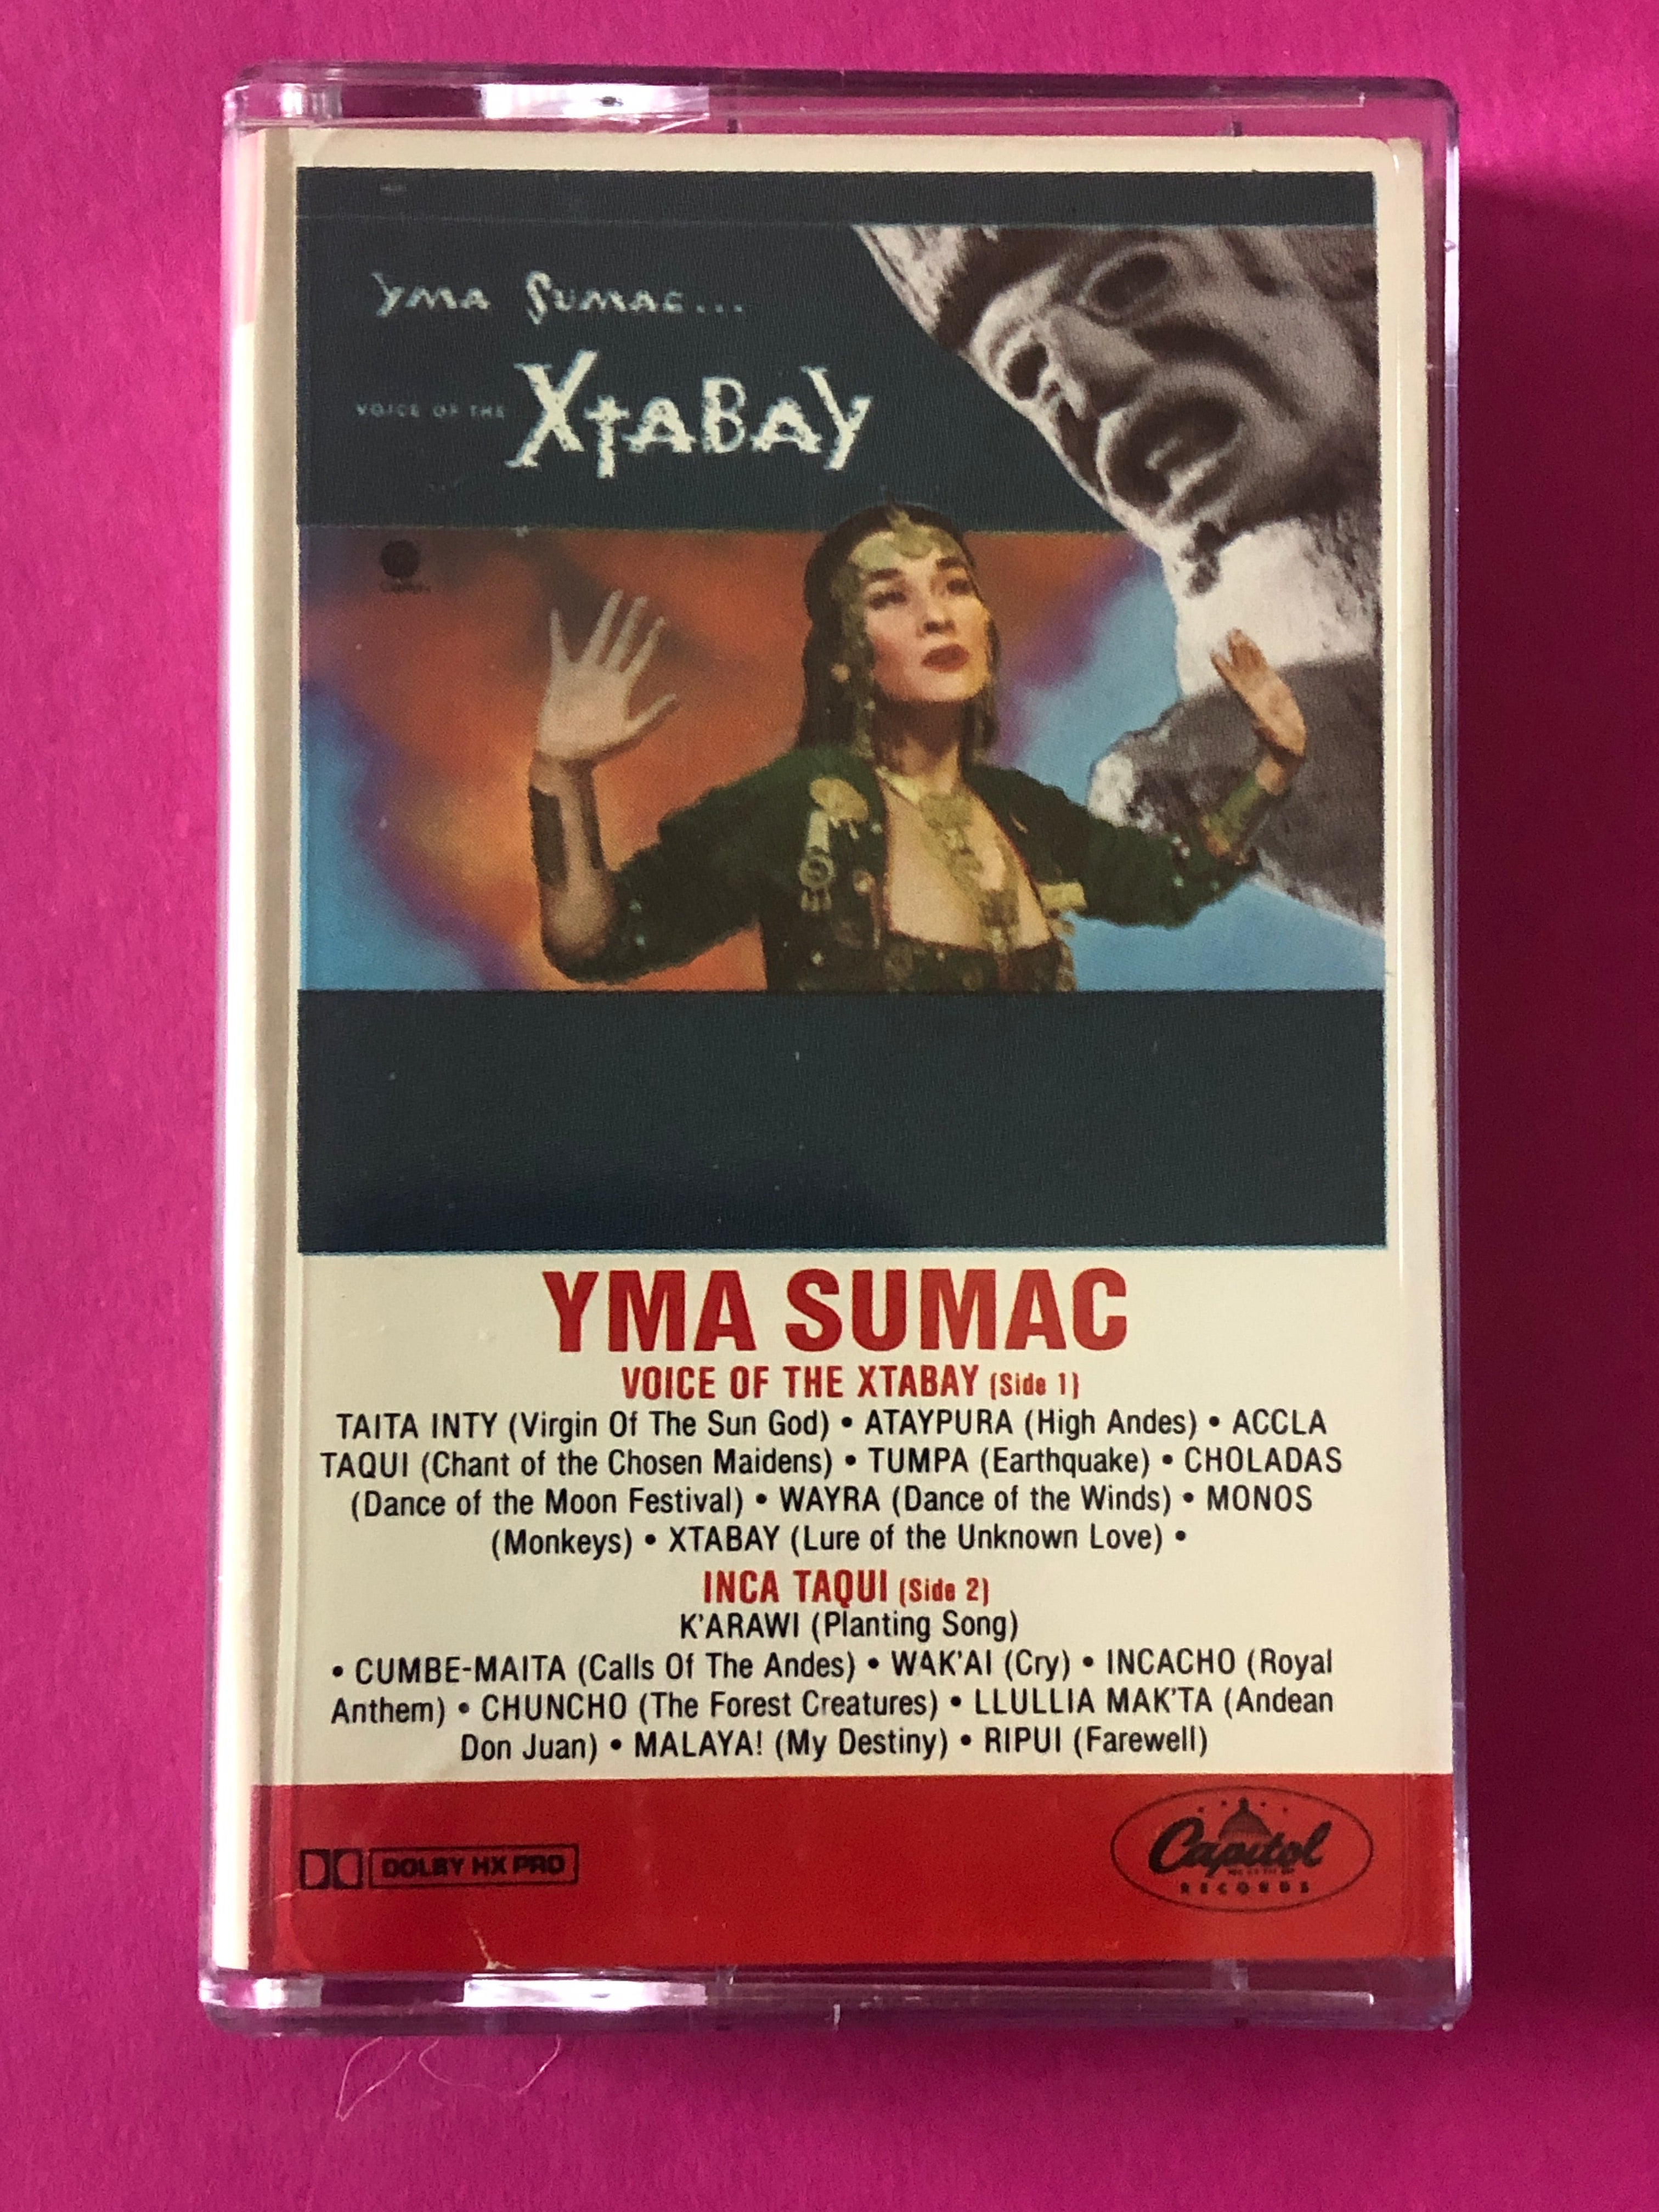 Yma Sumac...
VOICE OF THE XTABAY
YMA SUMAC
VOICE OF THE XTABAY (Side 1)
TAITA INTY (Virgin Of The Sun God) • ATAYPURA (High Andes) • ACCLA
TAQUI (Chant of the Chosen Maidens) • TUMPA (Earthquake) • CHOLADAS
(Dance of the Moon Festival) • WAYRA (Dance of the Winds) • MONOS
(Monkeys) • XTABAY (Lure of the Unknown Love) •
INCA TAQUI (Side 2)
K'ARAWI (Planting Song)
• CUMBE-MAITA (Calls Of The Andes) • WAK'AI (Cry) • INCACHO (Royal
Anthem) • CHUNCHO (The Forest Creatures) • LLULLIA MAK'TA (Andean
Don Juan) • MALAYA! (My Destiny) • RIPUI (Farewell)
DOLBY HX PRO
Capitol
RECORDS